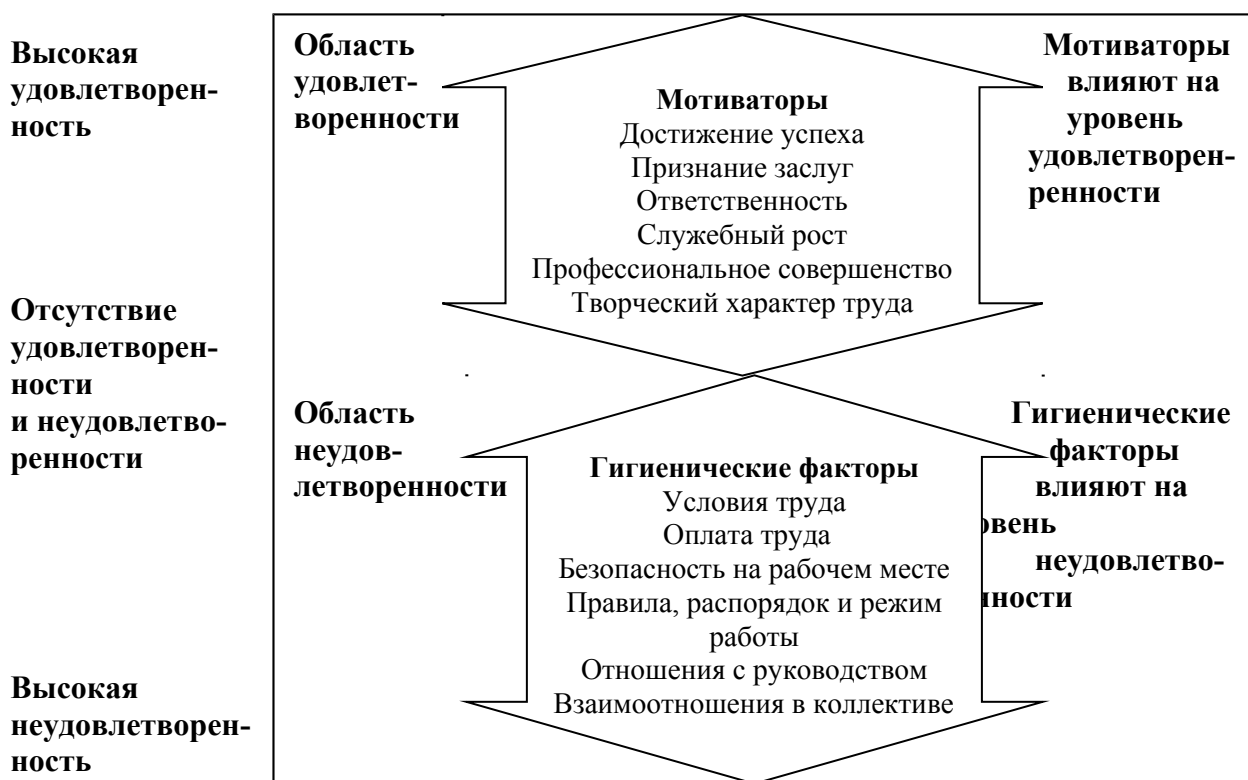 Высокая
удовлетворен-
ность
Отсутствие
удовлетворен-
ности
и неудовлетво-
ренности
Высокая
неудовлетворен-
ность
Область
удовлет-
воренности
Мотиваторы
Достижение успеха
Признание заслуг
Ответственность
Служебный рост
Профессиональное совершенство
Творческий характер труда
Мотиваторы
влияют на
уровень
удовлетворен-
ренности
Область
неудов-
летворенности
Гигиенические факторы
Условия труда
Оплата труда
Безопасность на рабочем месте
Правила, распорядок и режим
работы
Отношения с руководством
Взаимоотношения в коллективе
Гигиенические
факторы
влияют на
овень
неудовлетво-
нности